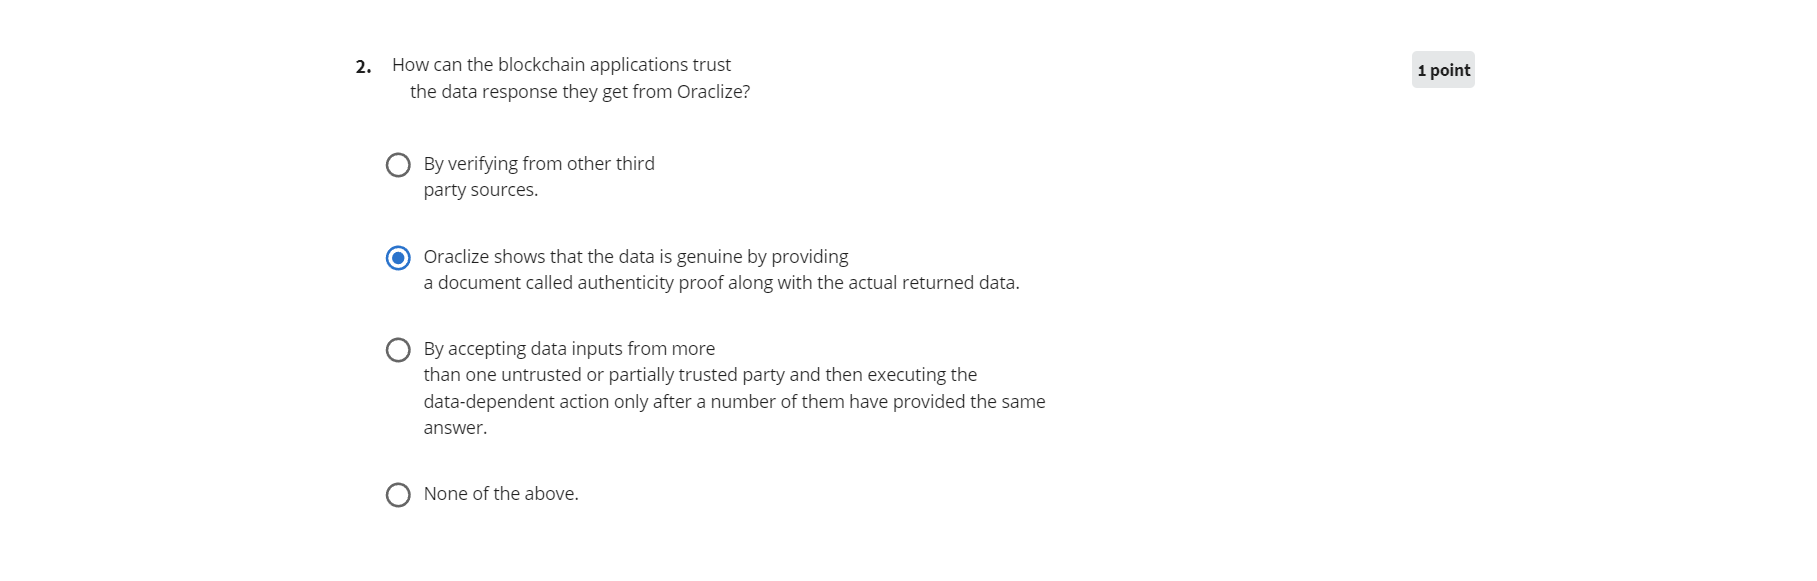 2. How can the blockchain applications trust 1 point
the data response they get from Oraclize?
By verifying from other third
party sources.
Oraclize shows that the data is genuine by providing
a document called authenticity proof along with the actual returned data.
By accepting data inputs from more
than one untrusted or partially trusted party and then executing the
data-dependent action only after a number of them have provided the same
answer.
None of the above.